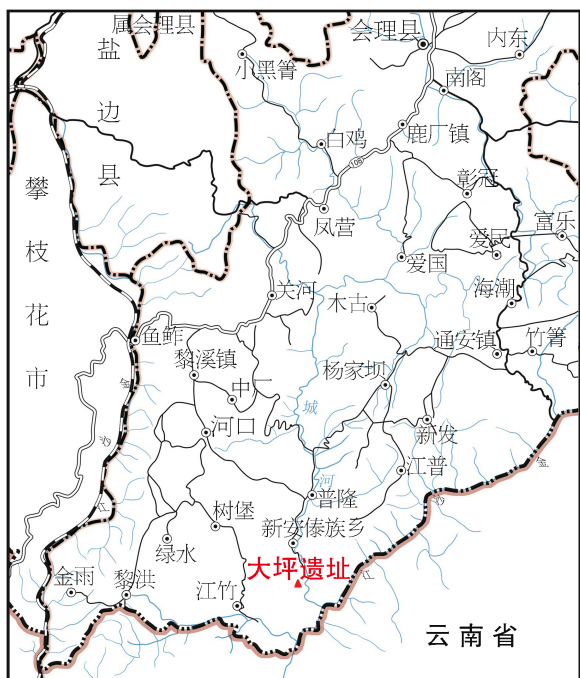 属会理县
会理县
内东
盐边县
小黑箐
南阁
白鸡
鹿厂镇
108
攀枝花市
彰冠
凤营
富乐
爱民
爱国
关河
木古
海潮
鱼鲊
通安镇
竹箐
黎溪镇
杨家坝
中厂
城河
河口
新发
江普
普隆
树堡
新安傣族乡
绿水
大坪遗址
金雨
黎洪
江竹
云南省